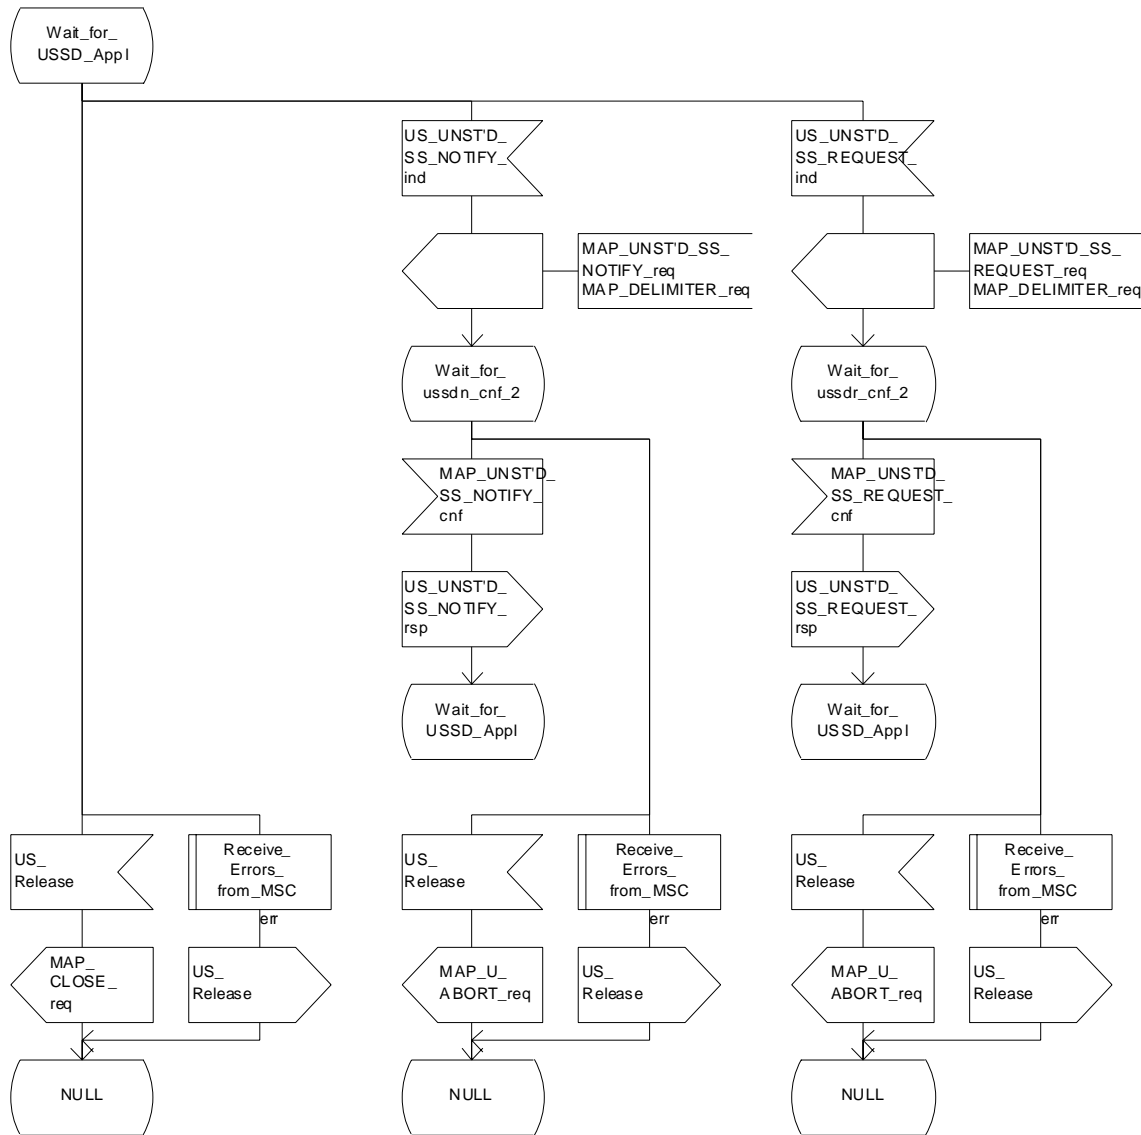 Wait_for_
USSD_Appl
US_UNST'D_
SS_NOTIFY_
ind
US_UNST'D_
SS_REQUEST_
ind
MAP_UNST'D_SS_
NOTIFY_req
MAP_DELIMITER_req
MAP_UNST'D_SS_
REQUEST_req
MAP_DELIMITER_req
Wait_for_
ussdn_cnf_2
Wait_for_
ussdr_cnf_2
MAP_UNST'D_
SS_NOTIFY_
cnf
MAP_UNST'D_
SS_REQUEST_
cnf
US_UNST'D_
SS_NOTIFY_
rsp
US_UNST'D_
SS_REQUEST_
rsp
Wait_for_
USSD_Appl
Wait_for_
USSD_Appl
US_
Release
Receive_
Errors_
from_MSC
err
US_
Release
Receive_
Errors_
from_MSC
err
US_
Release
Receive_
Errors_
from_MSC
err
MAP_
CLOSE_
req
US_
Release
MAP_U_
ABORT_req
US_
Release
MAP_U_
ABORT_req
US_
Release
NULL
NULL
NULL